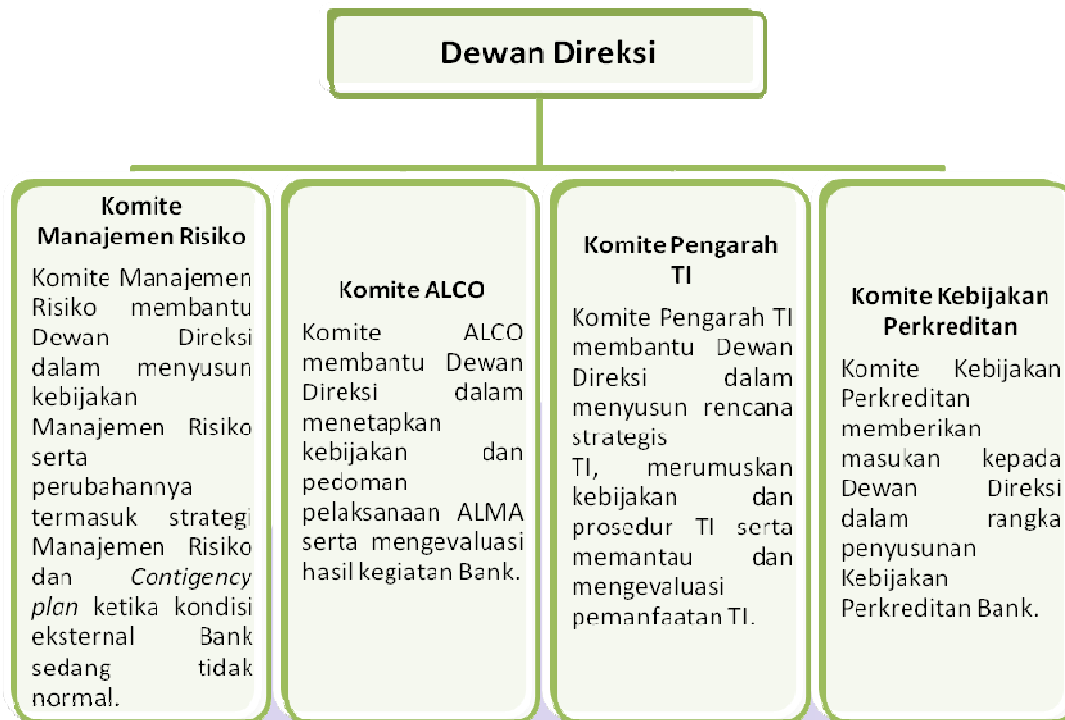 Dewan Direksi
Komite
Manajemen Risiko
Komite Manajemen
Risiko membantu
Dewan Direksi
dalam menyusun
kebijakan
Manajemen Risiko
serta
perubahannya
termasuk strategi
Manajemen Risiko
dan Contigency
plan ketika kondisi
eksternal Bank
sedang tidak
normal.
Komite ALCO
Komite ALCO
membantu Dewan
Direksi dalam
menetapkan
kebijakan dan
pedoman
pelaksanaan ALMA
serta mengevaluasi
hasil kegiatan Bank.
Komite Pengarah
TI
Komite Pengarah TI
membantu Dewan
Direksi dalam
menyusun rencana
strategis
TI, merumuskan
kebijakan dan
prosedur TI serta
memantau dan
mengevaluasi
pemanfaatan TI.
Komite Kebijakan
Perkreditan
Komite Kebijakan
Perkreditan
memberikan
masukan kepada
Dewan Direksi
dalam rangka
penyusunan
Kebijakan
Perkreditan Bank.